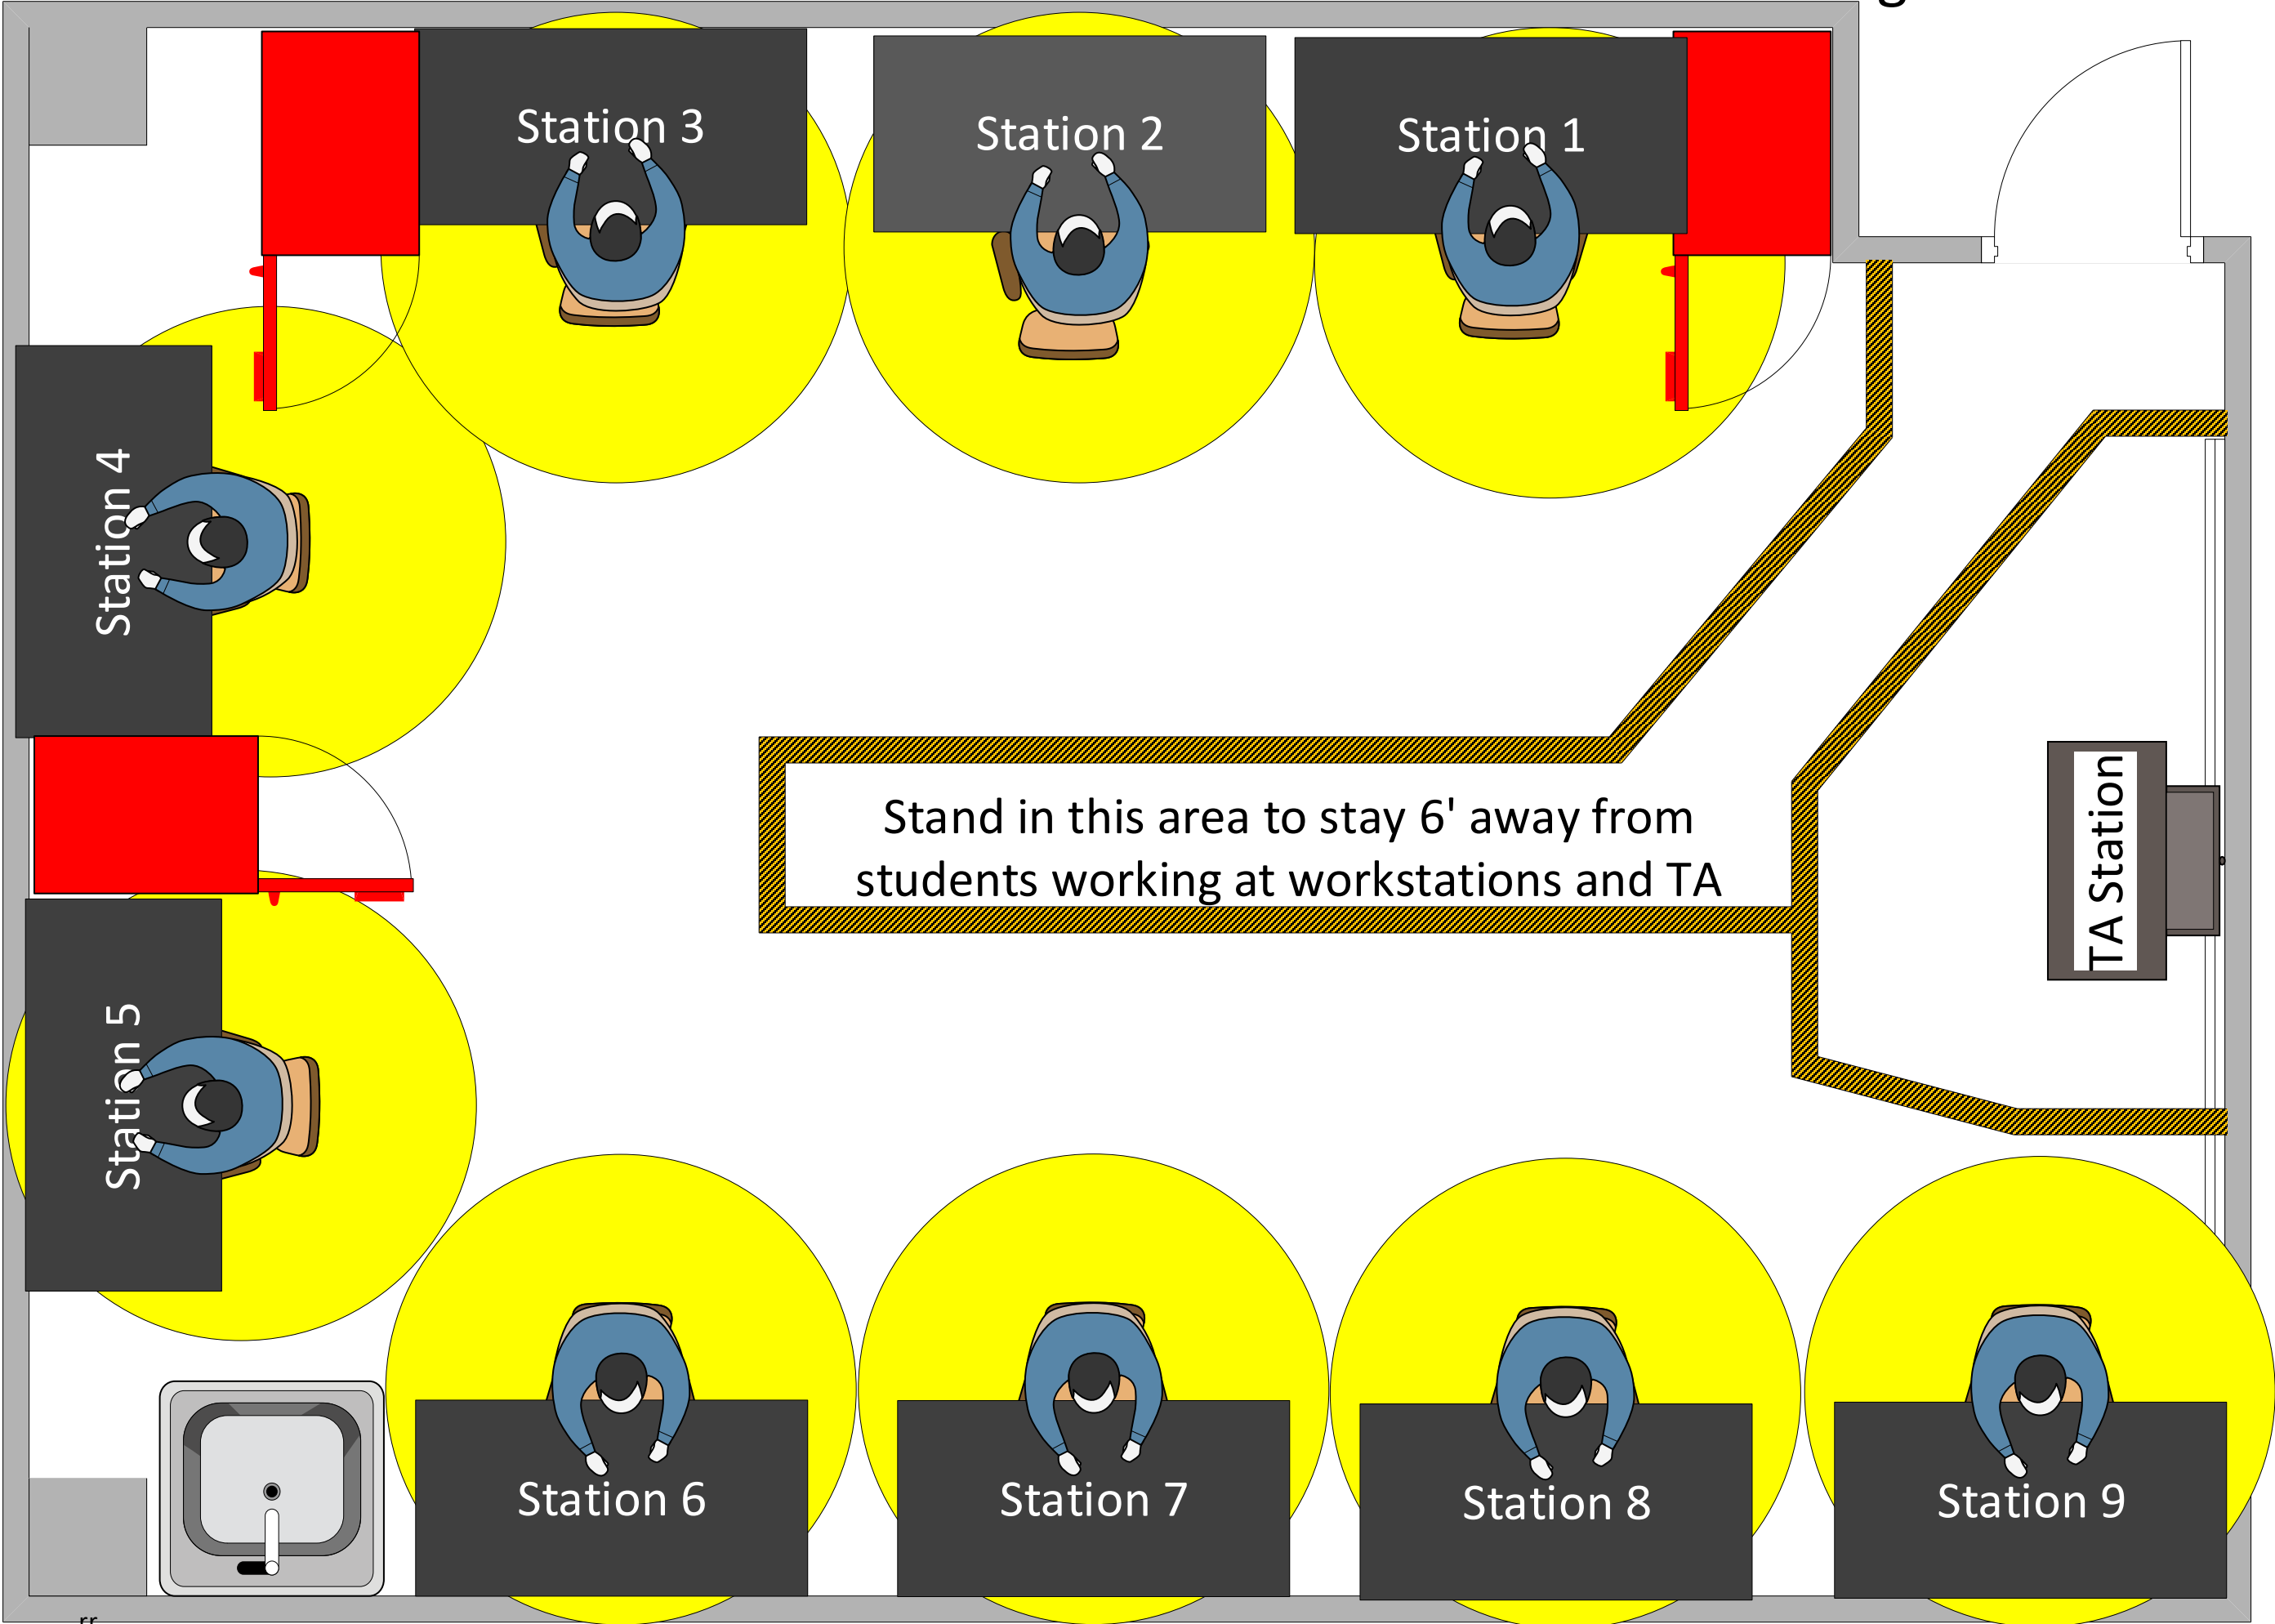 Station 3
Station 2
Station 1
Station 4
Stand in this area to stay 6' away from
students working at workstations and TA
TA Station
Station 5
Station 6
Station 7
Station 8
Station 9